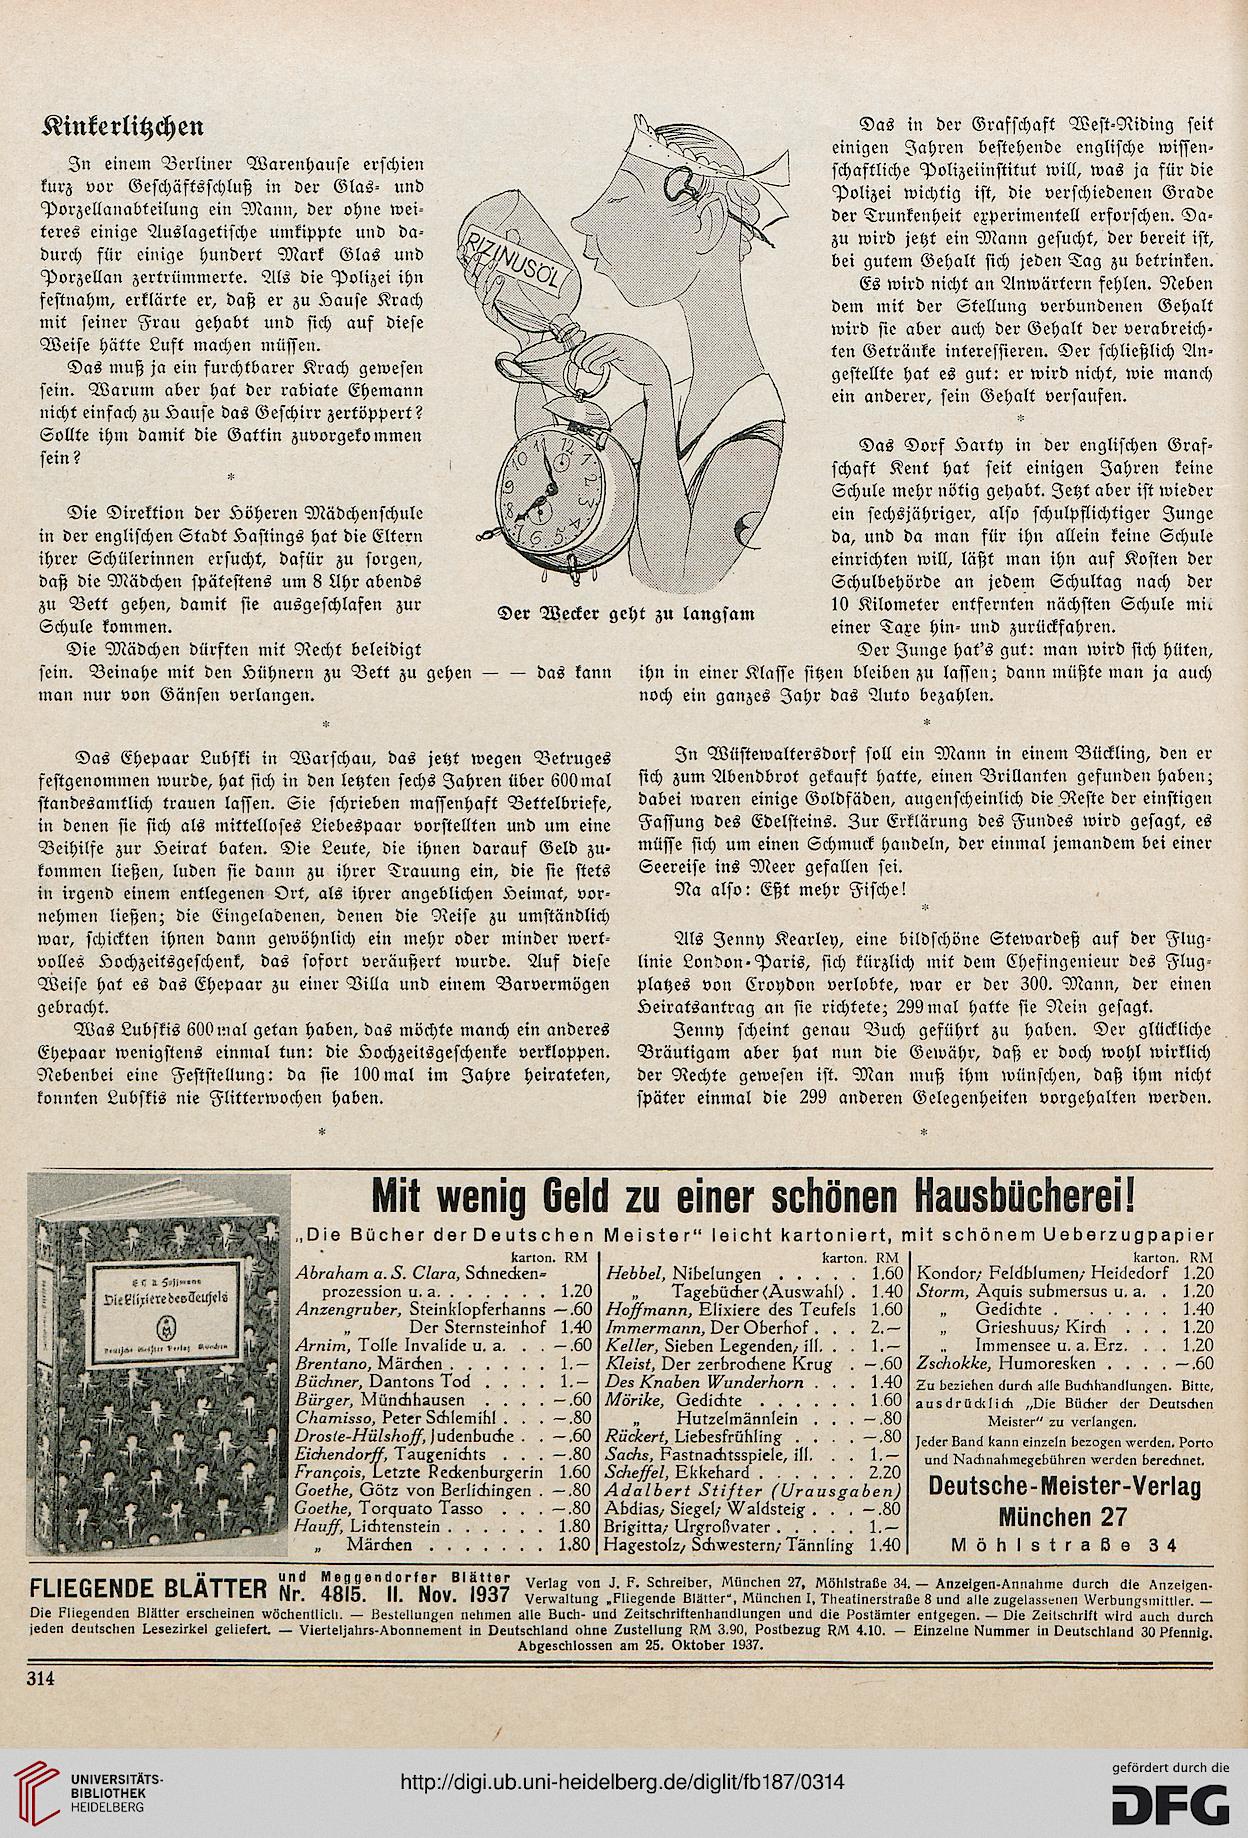 Kinkerlitzchen
In einem Berliner Warenhause erschien
kurz vor Geschäftsschluß in der Glas- und
Porzellanabteilung ein Mann, der ohne wei-
teres einige Auslagetische umkippte und da-
durch für einige hundert Mark Glas und
Porzellan zertrümmerte. Als die Polizei ihn
festnahm, erklärte er, daß er zu Hause Krach
mit seiner Frau gehabt und sich auf diese
Weise hätte Luft machen müssen.
Das muß ja ein furchtbarer Krach gewesen
sein. Warum aber hat der rabiate Ehemann
nicht einfach zu Hause das Geschirr zertöppert?
Sollte ihm damit die Gattin zuvorgekommen
sein?
*
Die Direktion der Höheren Mädchenschule
in der englischen Stadt Hastings hat die Eltern
ihrer Schülerinnen ersucht, dafür zu sorgen,
daß die Mädchen spätestens um 8 Uhr abends
zu Bett gehen, damit sie ausgeschlafen zur
Schule kommen.
Die Mädchen dürften mit Recht beleidigt
sein. Beinahe mit den Hühnern zu Bett zu gehen — — das kann
man nur von Gänsen verlangen.
*
Das Ehepaar Lubski in Warschau, das jetzt wegen Betruges
festgenommen wurde, hat sich in den letzten sechs Jahren über 600mal
standesamtlich trauen lassen. Sie schrieben massenhaft Bettelbriefe,
in denen sie sich als mittelloses Liebespaar vorstellten und um eine
Beihilfe zur Heirat baten. Die Leute, die ihnen darauf Geld zu-
kommen ließen, luden sie dann zu ihrer Trauung ein, die sie stets
in irgend einem entlegenen Ort, als ihrer angeblichen Heimat, vor-
nehmen ließen; die Eingeladenen, denen die Reise zu umständlich
war, schickten ihnen dann gewöhnlich ein mehr oder minder wert-
volles Hochzeitsgeschenk, das sofort veräußert wurde. Auf diese
Weise hat es das Ehepaar zu einer Villa und einem Barvermögen
gebracht.
Was Lubskis 600mal getan haben, das möchte manch ein anderes
Ehepaar wenigstens einmal tun: die Hochzeitsgeschenke verkloppen.
Nebenbei eine Feststellung: da sie 100mal im Jahre heirateten,
konnten Lubskis nie Flitterwochen haben.
*
RIZINUSÖL
12 1 2 3 4 5 6 7 8 9 10 11
Der Wecker geht zu langsam
Das in der Grafschaft West-Riding seit
einigen Jahren bestehende englische wissen-
schaftliche Polizeiinstitut will, was ja für die
Polizei wichtig ist, die verschiedenen Grade
der Trunkenheit experimentell erforschen. Da-
zu wird jetzt ein Mann gesucht, der bereit ist,
bei gutem Gehalt sich jeden Tag zu betrinken.
Es wird nicht an Anwärtern fehlen. Neben
dem mit der Stellung verbundenen Gehalt
wird sie aber auch der Gehalt der verabreich-
ten Getränke interessieren. Der schließlich An-
gestellte hat es gut: er wird nicht, wie manch
ein anderer, sein Gehalt versaufen.
*
Das Dorf Harty in der englischen Graf-
schaft Kent hat seit einigen Jahren keine
Schule mehr nötig gehabt. Jetzt aber ist wieder
ein sechsjähriger, also schulpflichtiger Junge
da, und da man für ihn allein keine Schule
einrichten will, läßt man ihn auf Kosten der
Schulbehörde an jedem Schultag nach der
10 Kilometer entfernten nächsten Schule mit
einer Taxe hin- und zurückfahren.
Der Junge hat's gut: man wird sich hüten,
ihn in einer Klasse sitzen bleiben zu lassen; dann müßte man ja auch
noch ein ganzes Jahr das Auto bezahlen.
*
In Wüstewaltersdorf soll ein Mann in einem Bückling, den er
sich zum Abendbrot gekauft hatte, einen Brillanten gefunden haben;
dabei waren einige Goldfäden, augenscheinlich die Reste der einstigen
Fassung des Edelsteins. Zur Erklärung des Fundes wird gesagt, es
müsse sich um einen Schmuck handeln, der einmal jemandem bei einer
Seereise ins Meer gefallen sei.
Na also: Eßt mehr Fische!
*
Als Jenny Kearley, eine bildschöne Stewardeß auf der Flug-
linie London-Paris, sich kürzlich mit dem Chefingenieur des Flug-
platzes von Croydon verlobte, war er der 300. Mann, der einen
Heiratsantrag an sie richtete; 299mal hatte sie Nein gesagt.
Jenny scheint genau Buch geführt zu haben. Der glückliche
Bräutigam aber hat nun die Gewähr, daß er doch wohl wirklich
der Rechte gewesen ist. Man muß ihm wünschen, daß ihm nicht
später einmal die 299 anderen Gelegenheiten vorgehalten werden.
*
E T A Hoffmann
Die Elixiere des Teufels
Deutsche Meister Verlag München
Mit wenig Geld zu einer schönen Hausbücherei!
„Die Bücher der Deutschen Meister“ leicht kartoniert, mit schönem Ueberzugpapier
karton. RM
Abraham a. S. Clara, Schnecken-
prozession u. a. . . . . . . . 1.20
Anzengruber, Steinklopferhanns —.60
„ Der Sternsteinhof 1.40
Arnim, Tolle Invalide u. a. . . —.60
Brentano, Märchen . . . . . . 1.—
Büchner, Dantons Tod . . . . 1.—
Bürger, Münchhausen . . . . —.60
Chamisso, Peter Schlemihl . . . —.80
Droste-Hülshoff, Judenbuche . . —.60
Eichendorff, Taugenichts . . . —.80
François, Letzte Reckenburgerin 1.60
Goethe, Götz von Berlichingen . —.80
Goethe, Torquato Tasso . . . —.80
Hauff, Lichtenstein . . . . . . 1.80
„ Märchen . . . . . . . 1.80
karton. RM
Hebbel, Nibelungen . . . . . 1.60
„ Tagebücher (Auswahl) . 1.40
Hoffmann, Elixiere des Teufels 1.60
Immermann, Der Oberhof . . . 2.—
Keller, Sieben Legenden, ill. . . 1.—
Kleist, Der zerbrochene Krug . —.60
Des Knaben Wunderhorn . . . 1.40
Mörike, Gedichte . . . . . . 1.60
„ Hutzelmännlein . . . —.80
Rückert, Liebesfrühling . . . . —.80
Sachs, Fastnachtsspiele, ill. . . 1.—
Scheffel, Ekkehard . . . . . . 2.20
Adalbert Stifter (Urausgaben)
Abdias, Siegel, Waldsteig . . . —.80
Brigitta, Urgroßvater . . . . . 1.—
Hagestolz, Schwestern, Tännling 1.40
karton. RM
Kondor, Feldblumen, Heidedorf 1.20
Storm, Aquis submersus u. a. . 1.20
„ Gedichte . . . . . . . 1.40
„ Grieshuus, Kirch . . . 1.20
„ Immensee u. a. Erz. . . 1.20
Zschokke, Humoresken . . . . —.60
Zu beziehen durch alle Buchhandlungen. Bitte,
ausdrücklich „Die Bücher der Deutschen
Meister“ zu verlangen.
Jeder Band kann einzeln bezogen werden. Porto
und Nachnahmegebühren werden berechnet.
Deutsche-Meister-Verlag
München 27
Möhlstraße 34
FLIEGENDE BLÄTTER und Meggendorfer Blätter Nr. 4815. 11. Nov. 1937
Verlag von J. F. Schreiber, München 27, Möhlstraße 34. — Anzeigen-Annahme durch die Anzeigen-
Verwaltung „Fliegende Blätter“, München 1, Theatinerstraße 8 und alle zugelassenen Werbungsmittler. —
Die Fliegenden Blätter erscheinen wöchentlich. — Bestellungen nehmen alle Buch- und Zeitschriftenhandlungen und die Postämter entgegen. — Die Zeitschrift wird auch durch
jeden deutschen Lesezirkel geliefert. — Vierteljahrs-Abonnement in Deutschland ohne Zustellung RM 3.90, Postbezug RM 4.10. — Einzelne Nummer in Deutschland 30 Pfennig.
Abgeschlossen am 25. Oktober 1937.
314
UNIVERSITÄTS-
BIBLIOTHEK
HEIDELBERG
http://digi.ub.uni-heidelberg.de/diglit/fb187/0314
gefördert durch die
DFG